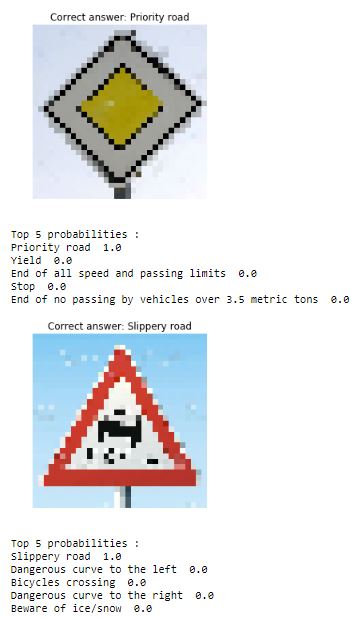 Correct answer: Priority road
Top 5 probabilities :
Priority road  1.0
Yield  0.0
End of all speed and passing limits  0.0
Stop  0.0
End of no passing by vehicles over 3.5 metric tons  0.0
Correct answer: Slippery road
Top 5 probabilities :
Slippery road  1.0
Dangerous curve to the left  0.0
Bicycles crossing  0.0
Dangerous curve to the right  0.0
Beware of ice/snow  0.0